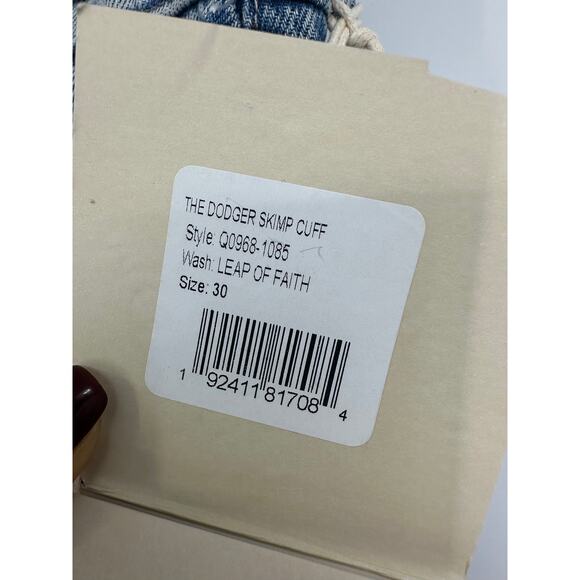 THE DODGER SKIMP CUFF
Style: Q0968-1085
Wash: LEAP OF FAITH
Size: 30
1 92411 81708 4